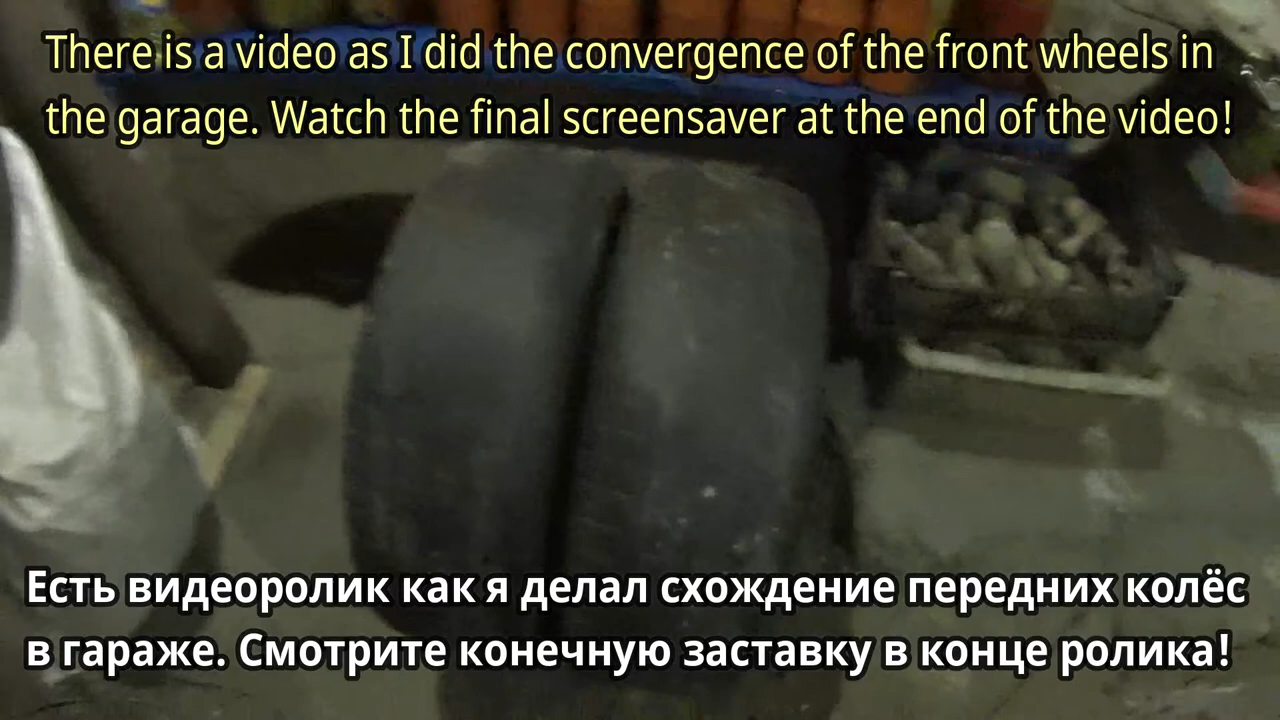 There is a video as I did the convergence of the front wheels in
the garage. Watch the final screensaver at the end of the video!
Есть видеоролик как я делал схождение передних колёс
в гараже. Смотрите конечную заставку в конце ролика!